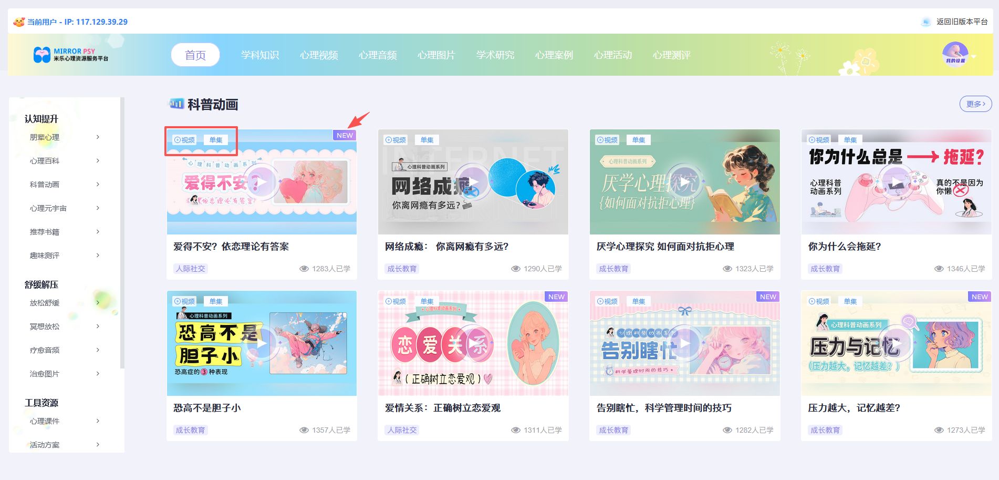 当前用户 - IP: 117.129.39.29
返回旧版本平台
MIRROR PSY
米乐心理资源服务平台
首页
学科知识
心理视频
心理音频
心理图片
学术研究
心理案例
心理活动
心理测评
我的设置
认知提升
朋辈心理
心理百科
科普动画
心理元宇宙
推荐书籍
趣味测评
舒缓解压
放松舒缓
冥想放松
疗愈音频
治愈图片
工具资源
心理课件
活动方案
科普动画
更多
视频 单集 NEW
心理科普动画系列
爱得不安?
依恋理论有答案
爱得不安？依恋理论有答案
人际社交 1283人已学
视频 单集
INTERNET
心理科普动画系列
网络成瘾
你离网瘾有多远?
网络成瘾： 你离网瘾有多远?
成长教育 1290人已学
视频 单集
心理科普动画系列
厌学心理探究
{如何面对抗拒心理}
厌学心理探究 如何面对抗拒心理
成长教育 1323人已学
视频 单集
你为什么总是 拖延?
心理科普
动画系列
真的不是因为
你懒
你为什么会拖延?
成长教育 1346人已学
视频 单集
心理科普动画系列
恐高不是
胆子小
恐高症的3种表现
恐高不是胆子小
成长教育 1357人已学
视频 单集 NEW
心理科普动画系列
恋爱关系
(正确树立恋爱观)
爱情关系：正确树立恋爱观
人际社交 1311人已学
视频 单集 NEW
心理科普动画系列
告别瞎忙
科学管理时间的技巧
告别瞎忙，科学管理时间的技巧
成长教育 1282人已学
视频 单集 NEW
心理科普动画系列
压力与记忆
(压力越大，记忆越差？)
压力越大，记忆越差?
成长教育 1273人已学